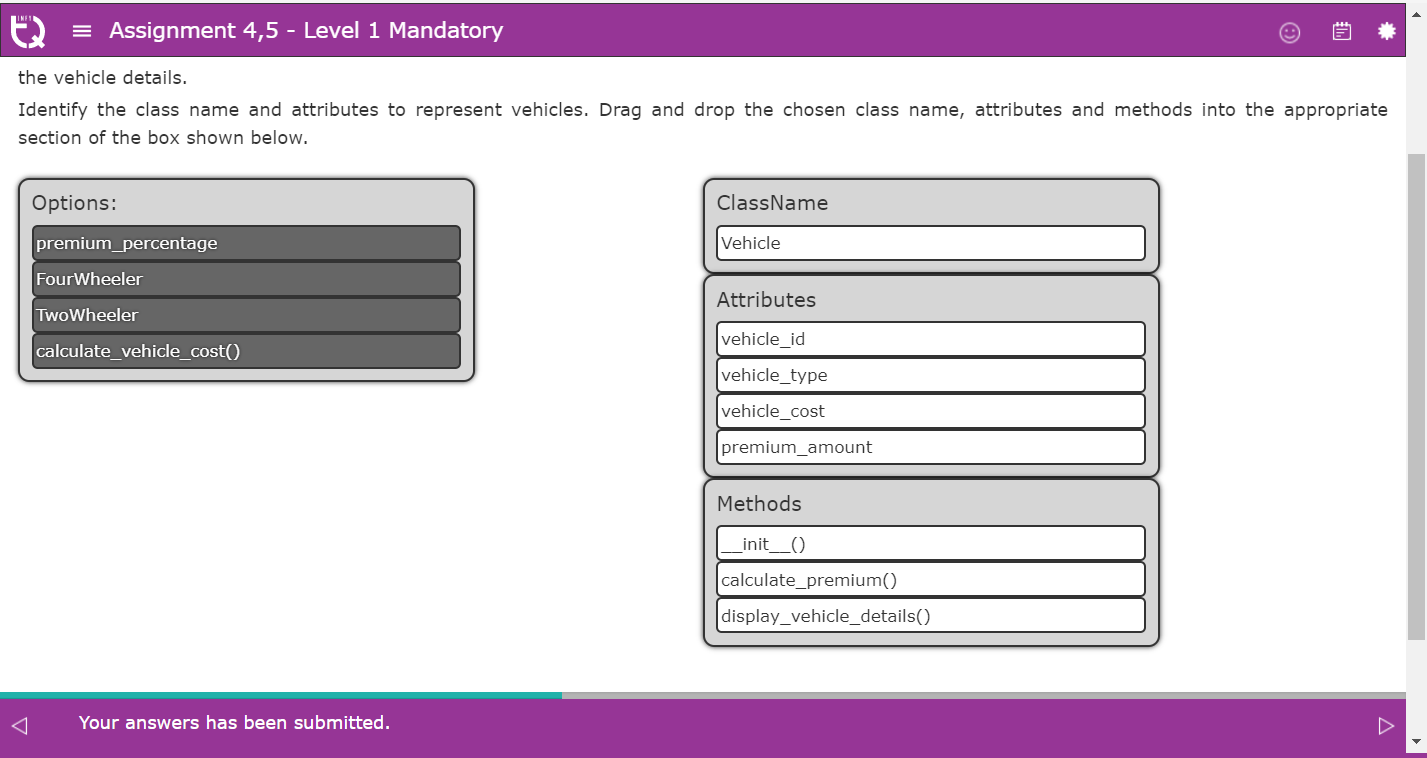 INFY
TQ
Assignment 4,5 - Level 1 Mandatory
the vehicle details.
Identify the class name and attributes to represent vehicles. Drag and drop the chosen class name, attributes and methods into the appropriate
section of the box shown below.
Options:
premium_percentage
FourWheeler
TwoWheeler
calculate_vehicle_cost()
ClassName
Vehicle
Attributes
vehicle_id
vehicle_type
vehicle_cost
premium_amount
Methods
__init__()
calculate_premium()
display_vehicle_details()
Your answers has been submitted.